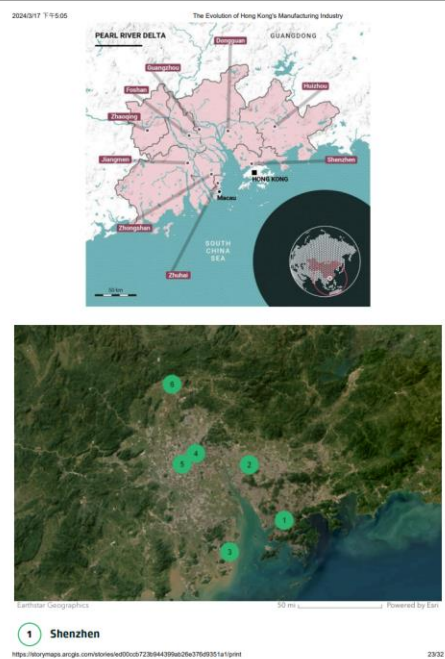 2024/3/17 下午5:05 The Evolution of Hong Kong's Manufacturing Industry
PEARL RIVER DELTA
GUANGDONG
Dongguan
Guangzhou
Foshan
Huizhou
Zhaoqing
Jiangmen
Shenzhen
HONG KONG
Macau
Zhongshan
SOUTH
CHINA
SEA
Zhuhai
50 km
6
4
5
2
1
3
Earthstar Geographics 50 mi Powered by Esri
1 Shenzhen
https://storymaps.arcgis.com/stories/ed00ccb723b944399ab26e378d9351a1/print 23/32